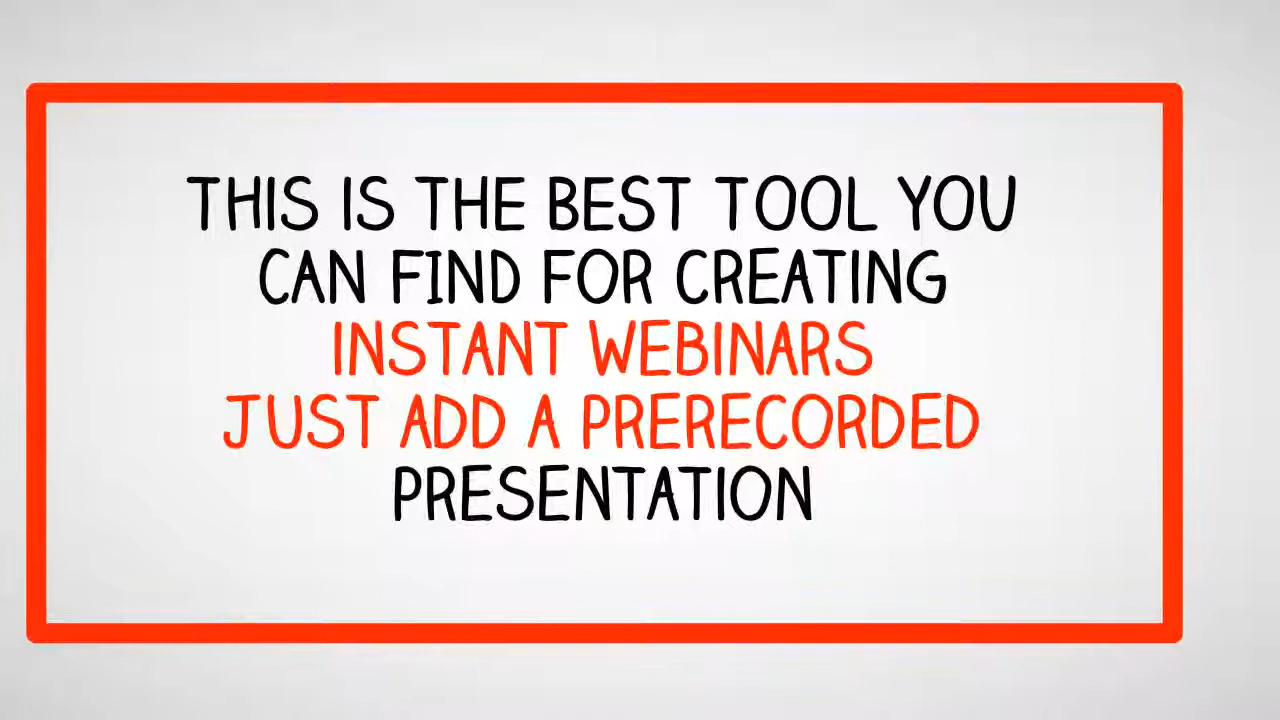 THIS IS THE BEST TOOL YOU
CAN FIND FOR CREATING
INSTANT WEBINARS
JUST ADD A PRERECORDED
PRESENTATION